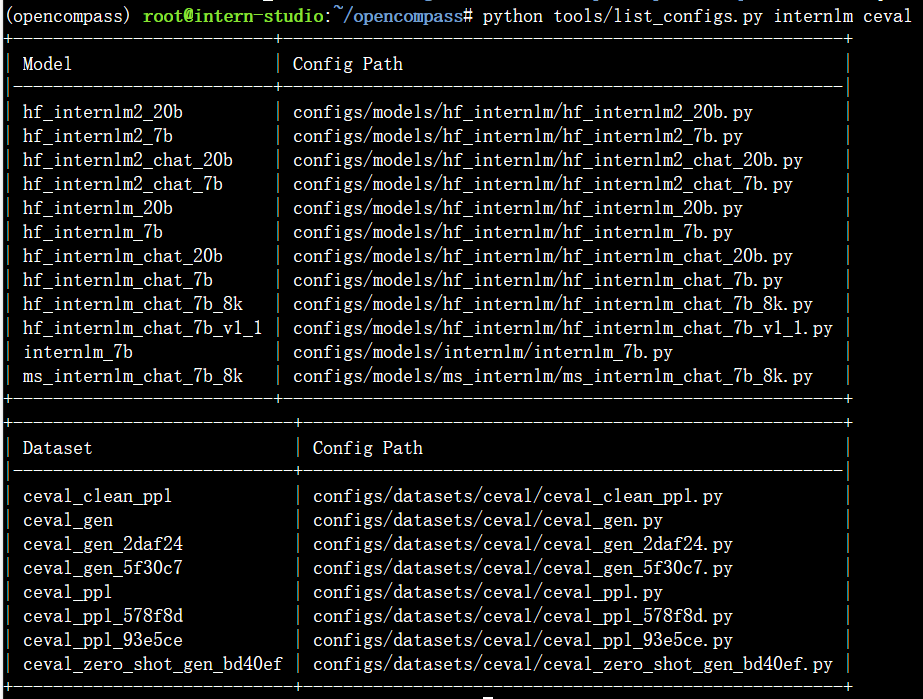 (opencompass) root@intern-studio:~/opencompass# python tools/list_configs.py internlm ceval
Model | Config Path
hf_internlm2_20b | configs/models/hf_internlm/hf_internlm2_20b.py
hf_internlm2_7b | configs/models/hf_internlm/hf_internlm2_7b.py
hf_internlm2_chat_20b | configs/models/hf_internlm/hf_internlm2_chat_20b.py
hf_internlm2_chat_7b | configs/models/hf_internlm/hf_internlm2_chat_7b.py
hf_internlm_20b | configs/models/hf_internlm/hf_internlm_20b.py
hf_internlm_7b | configs/models/hf_internlm/hf_internlm_7b.py
hf_internlm_chat_20b | configs/models/hf_internlm/hf_internlm_chat_20b.py
hf_internlm_chat_7b | configs/models/hf_internlm/hf_internlm_chat_7b.py
hf_internlm_chat_7b_8k | configs/models/hf_internlm/hf_internlm_chat_7b_8k.py
hf_internlm_chat_7b_v1_1 | configs/models/hf_internlm/hf_internlm_chat_7b_v1_1.py
internlm_7b | configs/models/internlm/internlm_7b.py
ms_internlm_chat_7b_8k | configs/models/ms_internlm/ms_internlm_chat_7b_8k.py
Dataset | Config Path
ceval_clean_ppl | configs/datasets/ceval/ceval_clean_ppl.py
ceval_gen | configs/datasets/ceval/ceval_gen.py
ceval_gen_2daf24 | configs/datasets/ceval/ceval_gen_2daf24.py
ceval_gen_5f30c7 | configs/datasets/ceval/ceval_gen_5f30c7.py
ceval_ppl | configs/datasets/ceval/ceval_ppl.py
ceval_ppl_578f8d | configs/datasets/ceval/ceval_ppl_578f8d.py
ceval_ppl_93e5ce | configs/datasets/ceval/ceval_ppl_93e5ce.py
ceval_zero_shot_gen_bd40ef | configs/datasets/ceval/ceval_zero_shot_gen_bd40ef.py